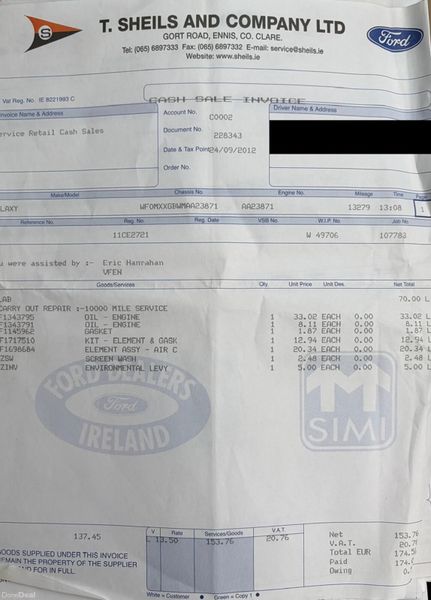 T. SHEILS AND COMPANY LTD
GORT ROAD, ENNIS, CO. CLARE.
Tel: (065) 6897333 Fax: (065) 6897332 E-mail: service@sheils.ie
Website: www.sheils.ie
S
Ford
Vat Reg. No. IE 8221993 C
CASH SALE INVOICE
Invoice Name & Address
Account No. C0002
Driver Name & Address
ervice Retail Cash Sales
Document No. 228343
Date & Tax Point 24/09/2012
Order No.
Make/Model Chassis No. Engine No. Mileage Time Page
LAXY WF0MXXGBWMAA23871 AA23871 13279 13:08 1
Reference No. Reg. No. Reg. Date VSB No. W.I.P. No Job No
11CE2721 W 49706 107783
u were assisted by :- Eric Hanrahan
VFEN
Goods/Services Qty. Unit Price Unit Des. Net Total
LAB 70.00 L
CARRY OUT REPAIR :-10000 MILE SERVICE
F1343795 OIL - ENGINE 1 33.02 EACH 0.00 33.02 L
F1343791 OIL - ENGINE 1 8.11 EACH 0.00 8.11 L
F1145962 GASKET 1 1.87 EACH 0.00 1.87 L
F1717510 KIT - ELEMENT & GASK 1 12.94 EACH 0.00 12.94 L
F1698684 ELEMENT ASSY - AIR C 1 20.34 EACH 0.00 20.34 L
ZSW SCREEN WASH 1 2.48 EACH 0.00 2.48 L
ZINV ENVIRONMENTAL LEVY 1 5.00 EACH 0.00 5.00 L
FORD DEALERS
Ford
IRELAND
M
SIMI
V Rate Services/Goods V.A.T.
137.45 L 13.50 153.76 20.76
Net 153.76
V.A.T. 20.7
Total EUR 174.5
Paid 174.
Owing 0.
GOODS SUPPLIED UNDER THIS INVOICE
REMAIN THE PROPERTY OF THE SUPPLIER
AND FOR IN FULL.
White = Customer Green = Copy 1
DoneDeal